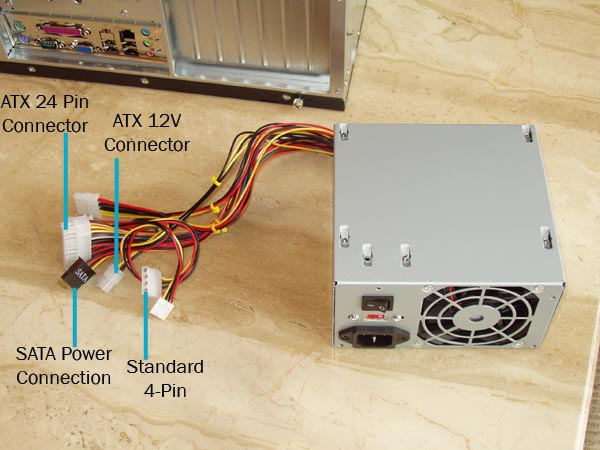 ATX 24 Pin
Connector
ATX 12V
Connector
SATA
SATA Power
Connection
Standard
4-Pin